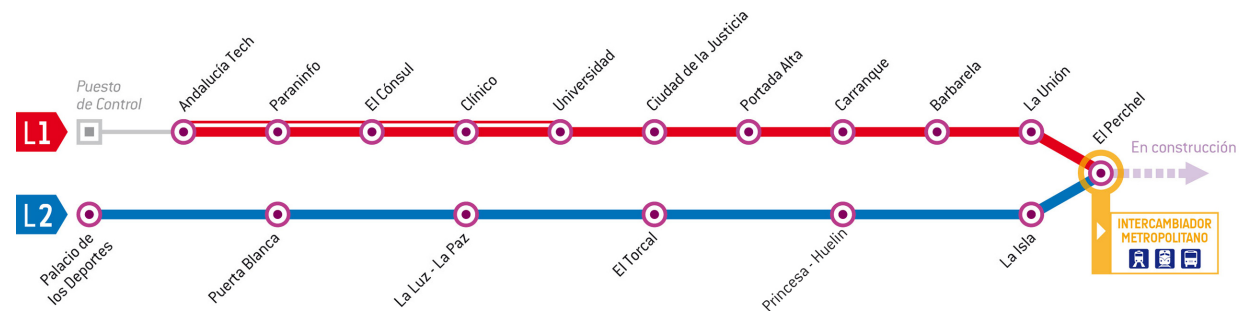 Puesto
de Control
Andalucía Tech
Paraninfo
El Cónsul
Clínico
Universidad
Ciudad de la Justicia
Portada Alta
Carranque
Barbarela
La Unión
El Perchel
L1
En construcción
L2
INTERCAMBIADOR
METROPOLITANO
Palacio de
los Deportes
Puerta Blanca
La Luz - La Paz
El Torcal
Princesa - Huelin
La Isla